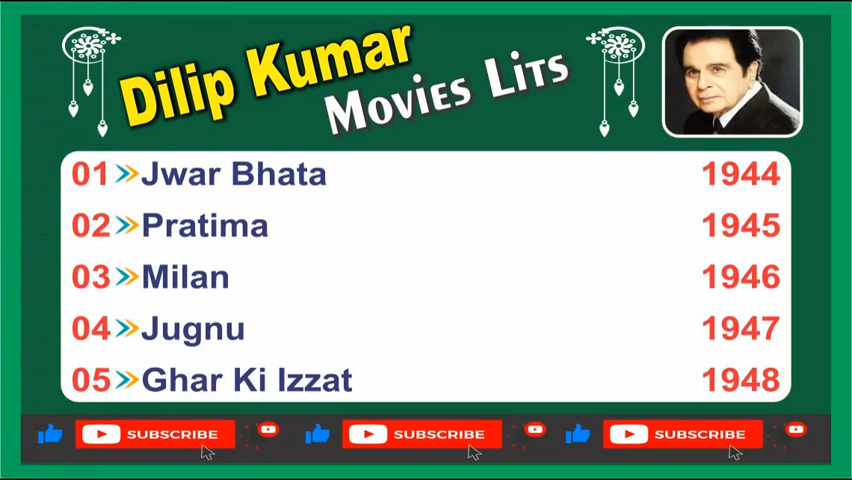 Dilip Kumar
Movies Lits
01 Jwar Bhata 1944
02 Pratima 1945
03 Milan 1946
04 Jugnu 1947
05 Ghar Ki Izzat 1948
SUBSCRIBE SUBSCRIBE SUBSCRIBE